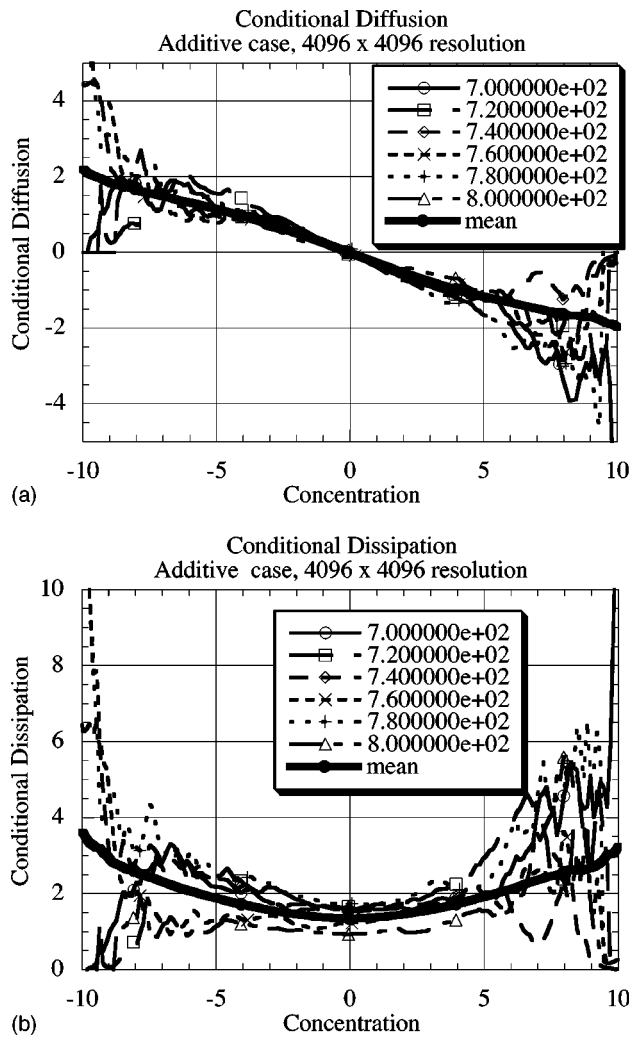 Conditional Diffusion
Additive case, 4096 x 4096 resolution
Conditional Diffusion
4
2
0
-2
-4
7.000000e+02
7.200000e+02
7.400000e+02
7.600000e+02
7.800000e+02
8.000000e+02
mean
-10 -5 0 5 10
(a) Concentration
Conditional Dissipation
Additive case, 4096 x 4096 resolution
Conditional Dissipation
10
8
6
4
2
0
7.000000e+02
7.200000e+02
7.400000e+02
7.600000e+02
7.800000e+02
8.000000e+02
mean
-10 -5 0 5 10
(b) Concentration